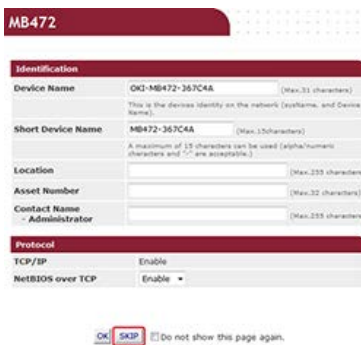 MB472
Identification
Device Name
OKI-MB472-367C4A
(Max.31 characters)
This is the devices identity on the network (sysName, and Device
Name).
Short Device Name
MB472-367C4A
(Max.15characters)
A maximum of 15 characters can be used (alpha/numeric
characters and "-" are acceptable.)
Location
(Max.255 characters
Asset Number
(Max.32 characters)
Contact Name
- Administrator
(Max.255 characters
Protocol
TCP/IP
Enable
NetBIOS over TCP
Enable
OK SKIP Do not show this page again.